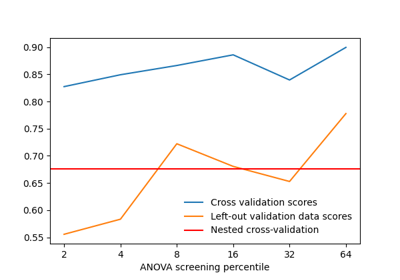 0.90
0.85
0.80
0.75
0.70
0.65
0.60
0.55
Cross validation scores
Left-out validation data scores
Nested cross-validation
2 4 8 16 32 64
ANOVA screening percentile